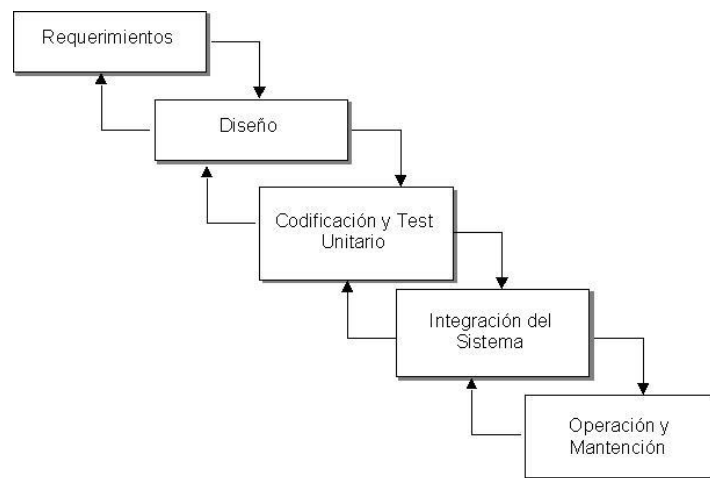 Requerimientos
Diseño
Codificación y Test
Unitario
Integración del
Sistema
Operación y
Mantención